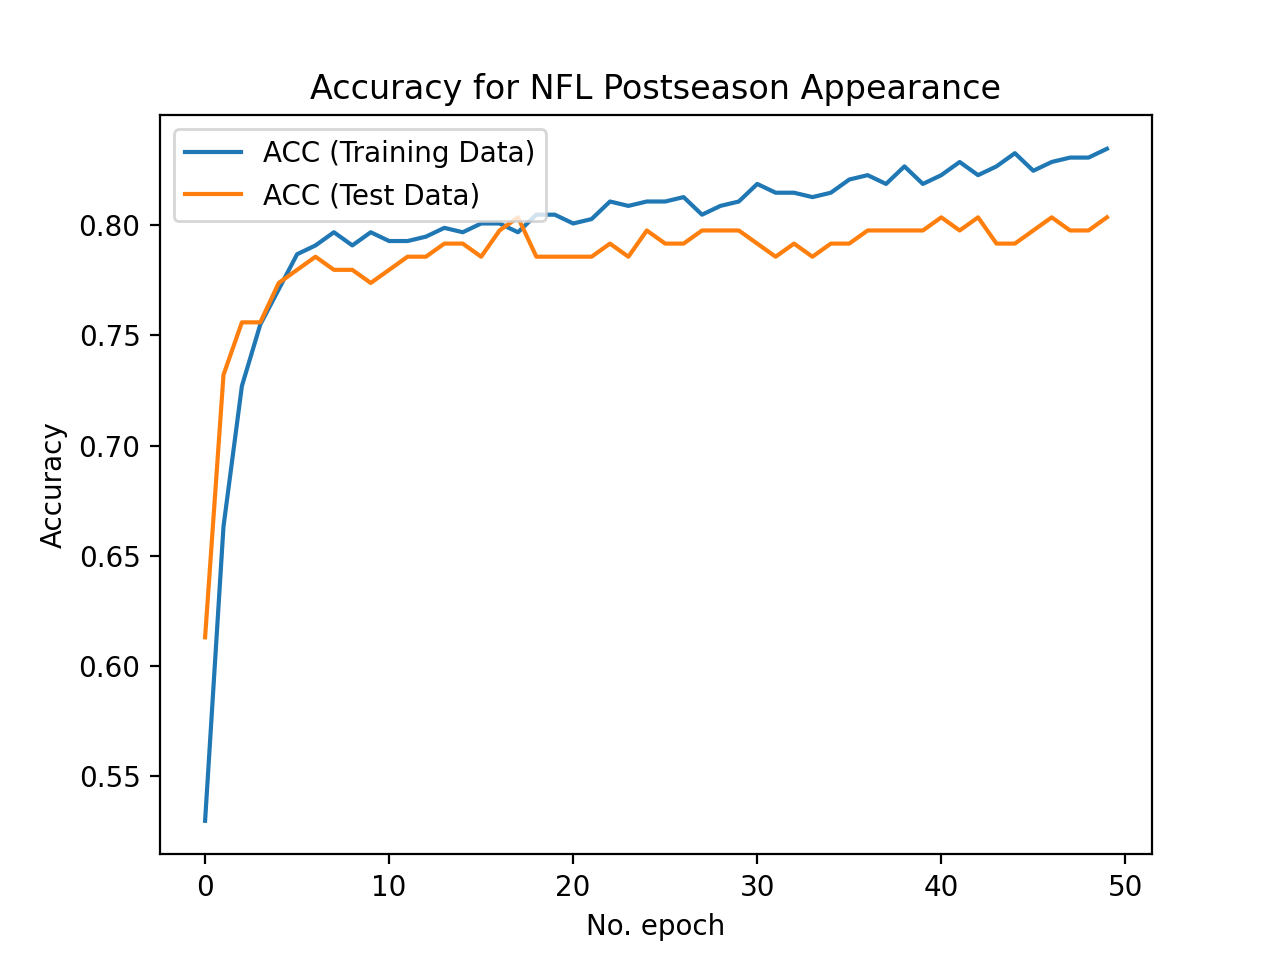 Accuracy for NFL Postseason Appearance
ACC (Training Data)
ACC (Test Data)
0.80
0.75
0.70
0.65
0.60
0.55
Accuracy
0 10 20 30 40 50
No. epoch